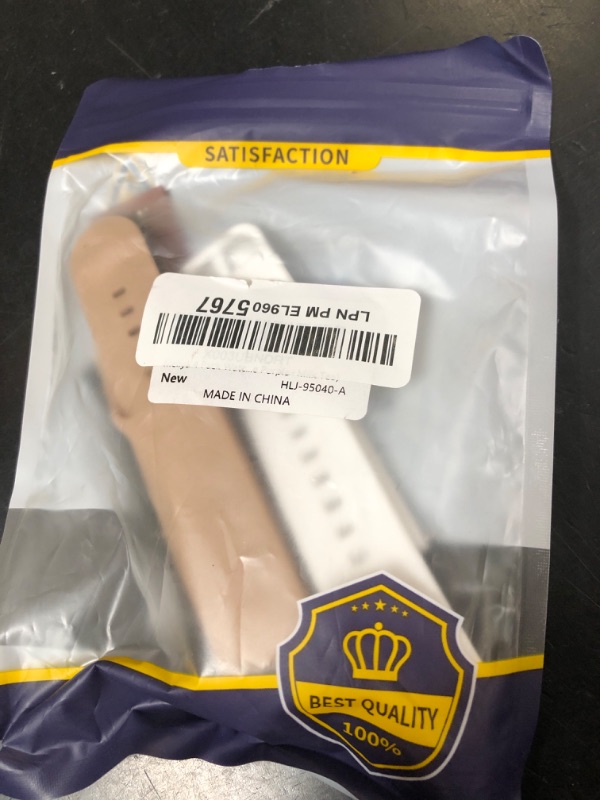 SATISFACTION
LPN PM EL960 5767
New HLJ-95040-A
MADE IN CHINA
BEST QUALITY
100%